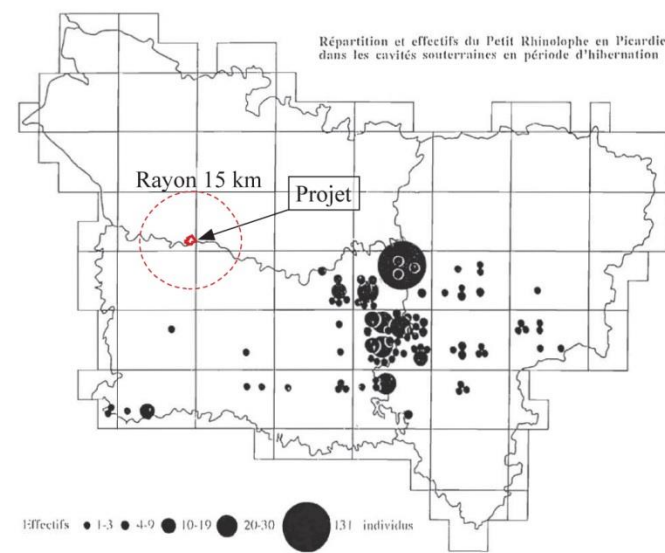 Répartition et effectifs du Petit Rhinolophe en Picardie
dans les cavités souterraines en période d'hibernation
Rayon 15 km
Projet
Effectifs 1-3 4-9 10-19 20-30 131 individus